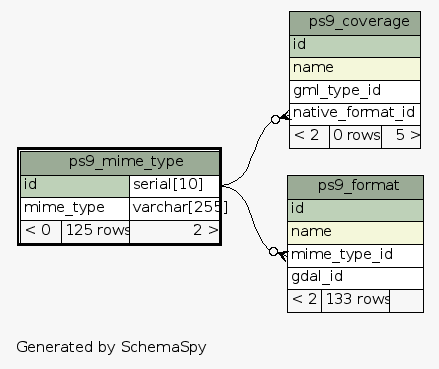 ps9_coverage
id
name
gml_type_id
native_format_id
< 2 0 rows 5 >
ps9_mime_type
id serial[10]
mime_type varchar[255]
< 0 125 rows 2 >
ps9_format
id
name
mime_type_id
gdal_id
< 2 133 rows
Generated by SchemaSpy